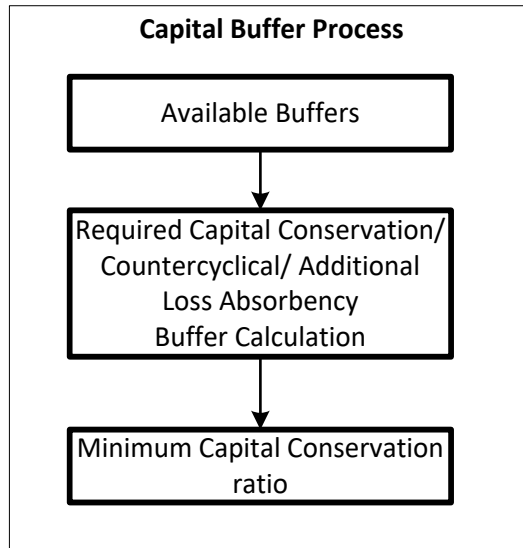 Capital Buffer Process
Available Buffers
Required Capital Conservation/
Countercyclical/ Additional
Loss Absorbency
Buffer Calculation
Minimum Capital Conservation
ratio